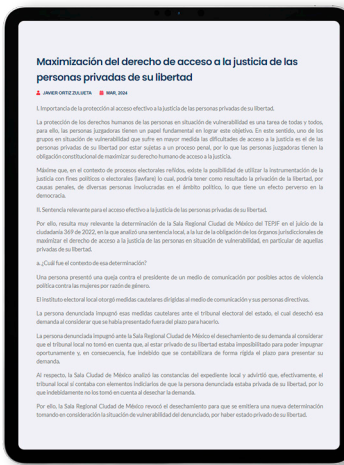 Maximización del derecho de acceso a la justicia de las
personas privadas de su libertad
JAVIER ORTIZ ZULUETA MAR, 2024
I. Importancia de la protección al acceso efectivo a la justicia de las personas privadas de su libertad.
La protección de los derechos humanos de las personas en situación de vulnerabilidad es una tarea de todas y todos,
para ello, las personas juzgadoras tienen un papel fundamental en lograr este objetivo. En este sentido, uno de los
grupos en situación de vulnerabilidad que sufre en mayor medida las dificultades de acceso a la justicia es el de las
personas privadas de su libertad por estar sujetas a un proceso penal, por lo que las personas juzgadoras tienen la
obligación constitucional de maximizar su derecho humano de acceso a la justicia.
Máxime que, en el contexto de procesos electorales reñidos, existe la posibilidad de utilizar la instrumentación de la
justicia con fines políticos o electorales (lawfare) lo cual, podría tener como resultado la privación de la libertad, por
causas penales, de diversas personas involucradas en el ámbito político, lo que tiene un efecto perverso en la
democracia.
II. Sentencia relevante para el acceso efectivo a la justicia de las personas privadas de su libertad.
Por ello, resulta muy relevante la determinación de la Sala Regional Ciudad de México del TEPJF en el juicio de la
ciudadanía 369 de 2022, en la que analizó una sentencia local, a la luz de la obligación de los órganos jurisdiccionales de
maximizar el derecho de acceso a la justicia de las personas en situación de vulnerabilidad, en particular de aquellas
privadas de su libertad.
a. ¿Cuál fue el contexto de esa determinación?
Una persona presentó una queja contra el presidente de un medio de comunicación por posibles actos de violencia
política contra las mujeres por razón de género.
El instituto electoral local otorgó medidas cautelares dirigidas al medio de comunicación y sus personas directivas.
La persona denunciada impugnó esas medidas cautelares ante el tribunal electoral del estado, el cual desechó esa
demanda al considerar que se había presentado fuera del plazo para hacerlo.
La persona denunciada impugnó ante la Sala Regional Ciudad de México el desechamiento de su demanda al considerar
que el tribunal local no tomó en cuenta que, al estar privado de su libertad estaba imposibilitado para poder impugnar
oportunamente y, en consecuencia, fue indebido que se contabilizara de forma rígida el plazo para presentar su
demanda.
Al respecto, la Sala Ciudad de México analizó las constancias del expediente local y advirtió que, efectivamente, el
tribunal local sí contaba con elementos indiciarios de que la persona denunciada estaba privada de su libertad, por lo
que indebidamente no los tomó en cuenta al desechar la demanda.
Por ello, la Sala Regional Ciudad de México revocó el desechamiento para que se emitiera una nueva determinación
tomando en consideración la situación de vulnerabilidad del denunciado, por haber estado privado de su libertad.